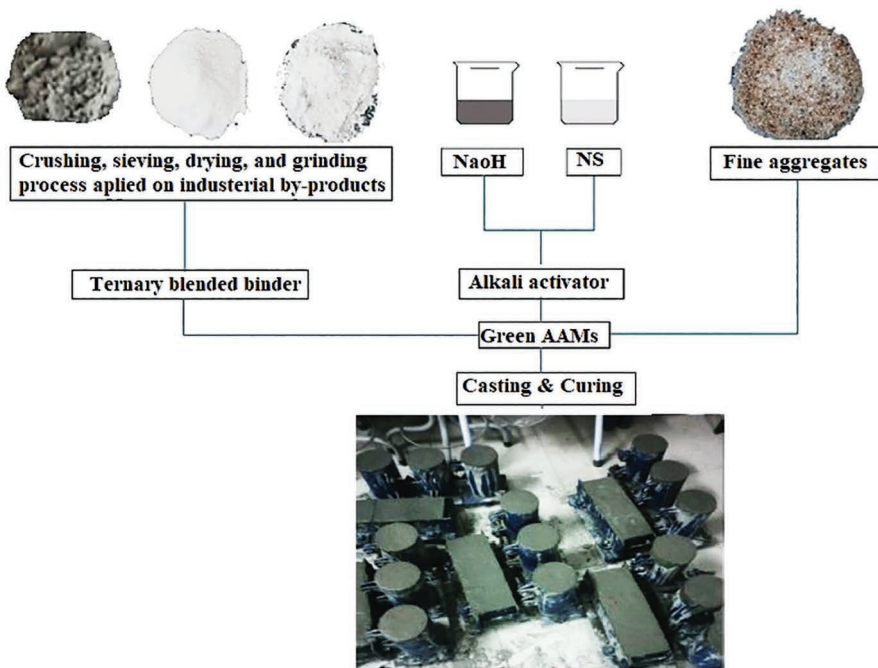 Crushing, sieving, drying, and grinding
process aplied on industerial by-products
NaoH
NS
Fine aggregates
Ternary blended binder
Alkali activator
Green AAMs
Casting & Curing